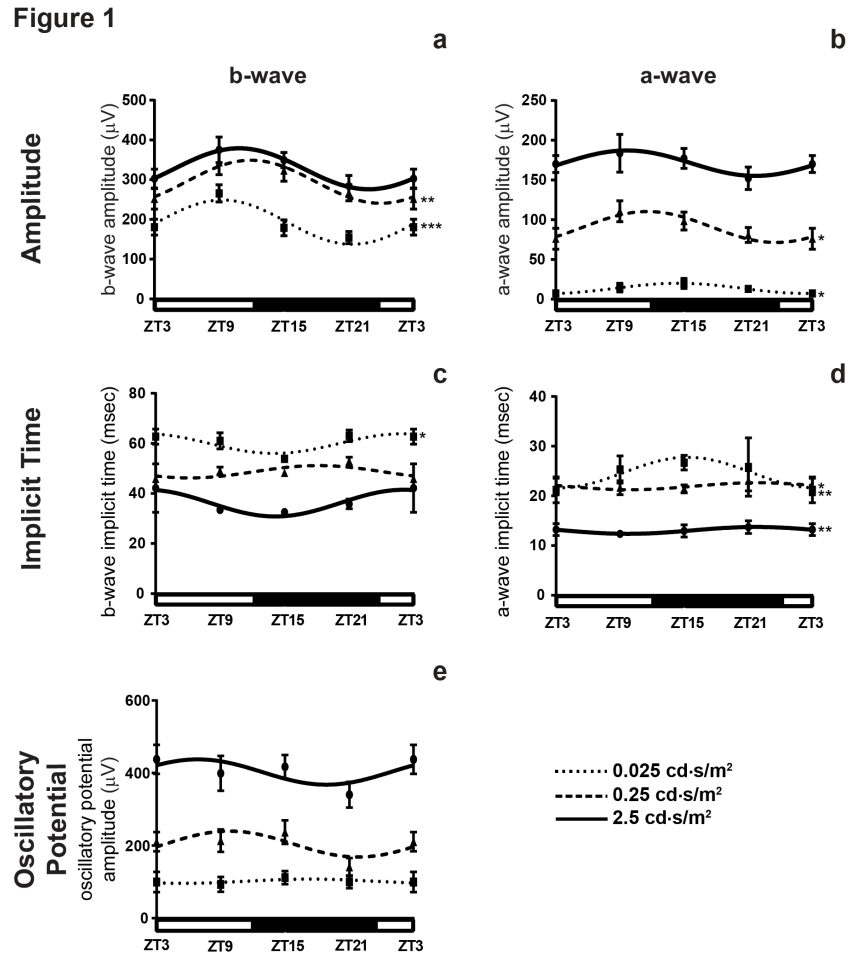 Figure 1
a
b
b-wave
a-wave
Amplitude
b-wave amplitude (μV)
500
400
300
200
100
0
**
***
ZT3 ZT9 ZT15 ZT21 ZT3
a-wave amplitude (μV)
250
200
150
100
50
0
*
*
ZT3 ZT9 ZT15 ZT21 ZT3
c
d
Implicit Time
b-wave implicit time (msec)
80
60
40
20
0
*
ZT3 ZT9 ZT15 ZT21 ZT3
a-wave implicit time (msec)
40
30
20
10
0
*
**
**
ZT3 ZT9 ZT15 ZT21 ZT3
e
Oscillatory
Potential
oscillatory potential
amplitude (μV)
600
400
200
0
ZT3 ZT9 ZT15 ZT21 ZT3
0.025 cd·s/m²
0.25 cd·s/m²
2.5 cd·s/m²